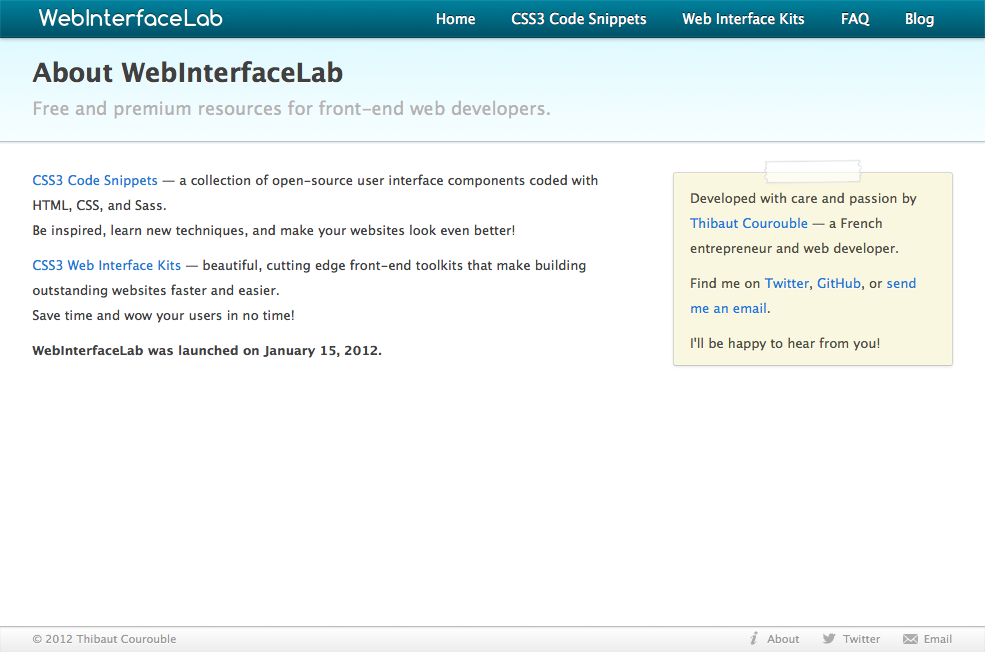 WebInterfaceLab
Home CSS3 Code Snippets Web Interface Kits FAQ Blog
About WebInterfaceLab
Free and premium resources for front-end web developers.
CSS3 Code Snippets — a collection of open-source user interface components coded with
HTML, CSS, and Sass.
Be inspired, learn new techniques, and make your websites look even better!
CSS3 Web Interface Kits — beautiful, cutting edge front-end toolkits that make building
outstanding websites faster and easier.
Save time and wow your users in no time!
WebInterfaceLab was launched on January 15, 2012.
Developed with care and passion by
Thibaut Courouble — a French
entrepreneur and web developer.
Find me on Twitter, GitHub, or send
me an email.
I'll be happy to hear from you!
© 2012 Thibaut Courouble
About Twitter Email